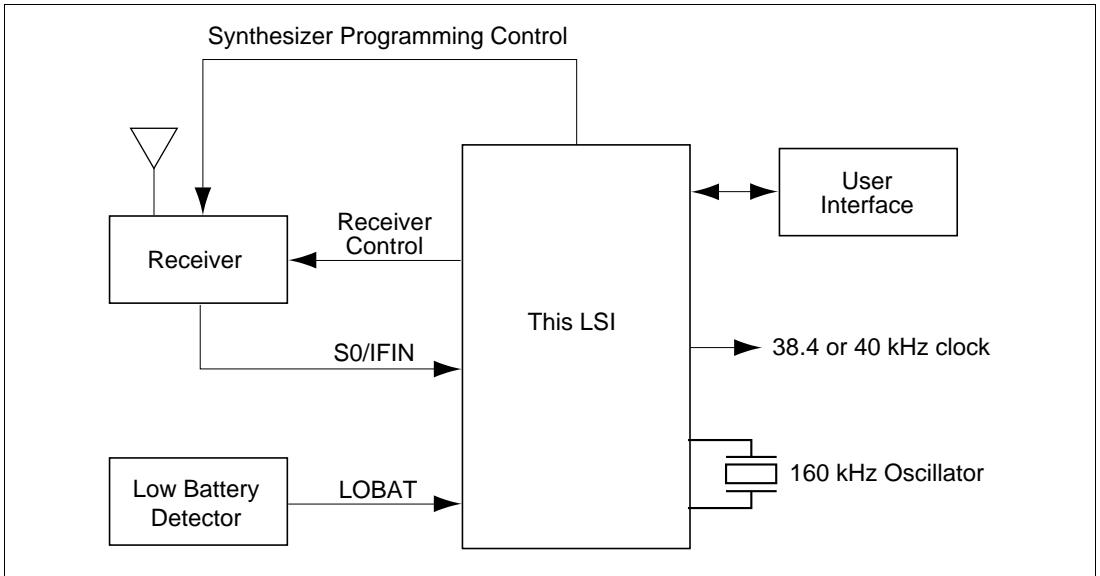 Synthesizer Programming Control
User
Interface
Receiver
Control
Receiver
This LSI
S0/IFIN
38.4 or 40 kHz clock
160 kHz Oscillator
LOBAT
Low Battery
Detector